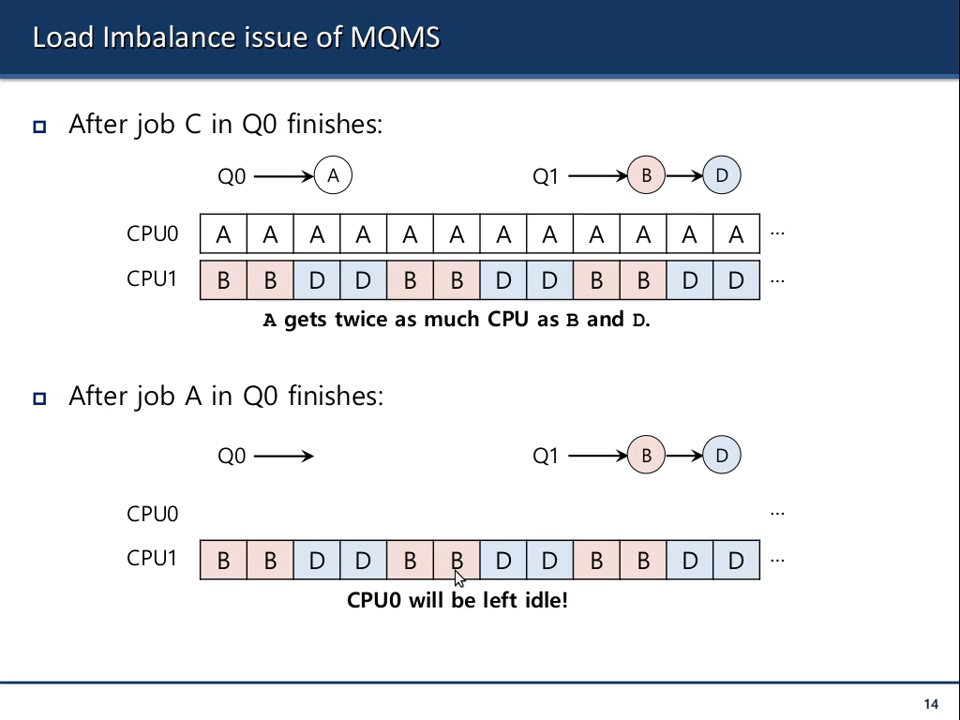 Load Imbalance issue of MQMS
After job C in Q0 finishes:
Q0 A Q1 B D
CPU0 A A A A A A A A A A A A ...
CPU1 B B D D B B D D B B D D ...
A gets twice as much CPU as B and D.
After job A in Q0 finishes:
Q0 Q1 B D
CPU0 ...
CPU1 B B D D B B D D B B D D ...
CPU0 will be left idle!
14